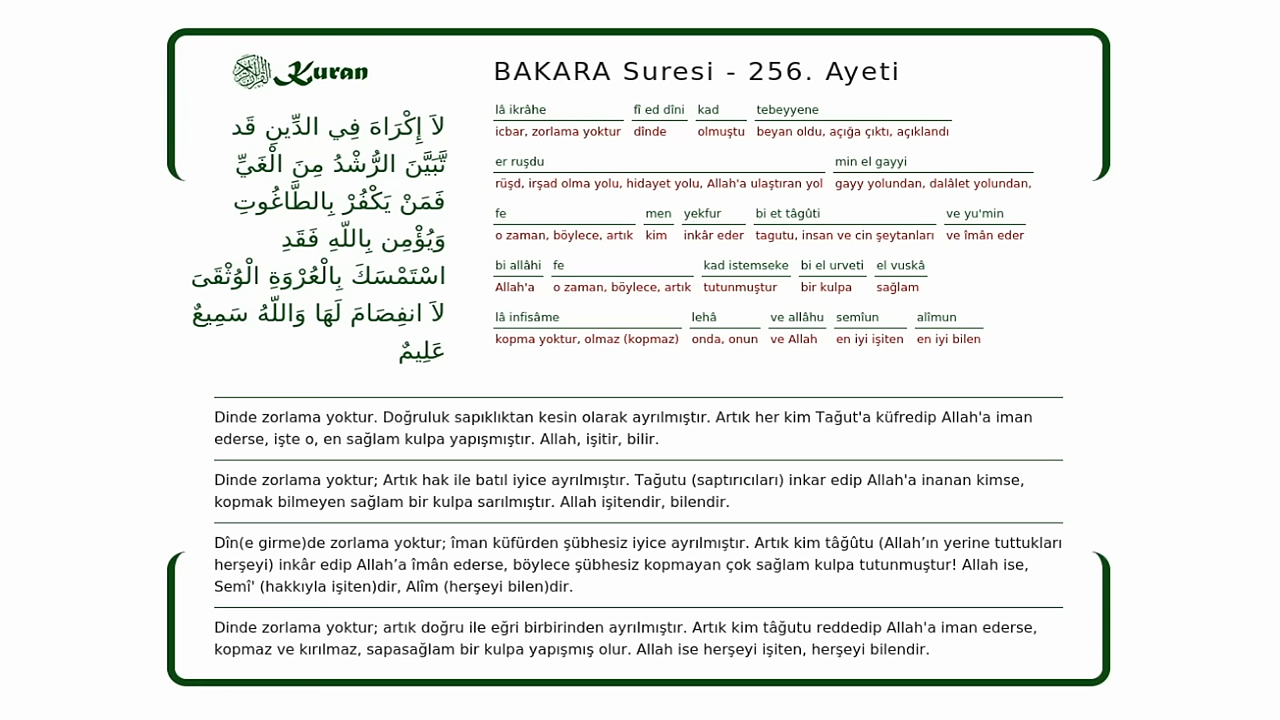 Kuran
لاَ إِكْرَاهَ فِي الدِّينِ قَد
تَّبَيَّنَ الرُّشْدُ مِنَ الْغَيِّ
فَمَنْ يَكْفُرْ بِالطَّاغُوتِ
وَيُؤْمِن بِاللّهِ فَقَدِ
اسْتَمْسَكَ بِالْعُرْوَةِ الْوُثْقَىَ
لاَ انفِصَامَ لَهَا وَاللّهُ سَمِيعٌ
عَلِيمٌ
BAKARA Suresi - 256. Ayeti
lâ ikrâhe fî ed dîni kad tebeyyene
icbar, zorlama yoktur dînde olmuştu beyan oldu, açığa çıktı, açıklandı
er ruşdu min el gayyi
rüşd, irşad olma yolu, hidayet yolu, Allah'a ulaştıran yol gayy yolundan, dalâlet yolundan,
fe men yekfur bi et tâgûti ve yu'min
o zaman, böylece, artık kim inkâr eder tagutu, insan ve cin şeytanları ve îmân eder
bi allâhi fe kad istemseke bi el urveti el vuskâ
Allah'a o zaman, böylece, artık tutunmuştur bir kulpa sağlam
lâ infisâme lehâ ve allâhu semîun alîmun
kopma yoktur, olmaz (kopmaz) onda, onun ve Allah en iyi işiten en iyi bilen
Dinde zorlama yoktur. Doğruluk sapıklıktan kesin olarak ayrılmıştır. Artık her kim Tağut'a küfredip Allah'a iman
ederse, işte o, en sağlam kulpa yapışmıştır. Allah, işitir, bilir.
Dinde zorlama yoktur; Artık hak ile batıl iyice ayrılmıştır. Tağutu (saptırıcıları) inkar edip Allah'a inanan kimse,
kopmak bilmeyen sağlam bir kulpa sarılmıştır. Allah işitendir, bilendir.
Dîn(e girme)de zorlama yoktur; îman küfürden şübhesiz iyice ayrılmıştır. Artık kim tâğûtu (Allah’ın yerine tuttukları
herşeyi) inkâr edip Allah’a îmân ederse, böylece şübhesiz kopmayan çok sağlam kulpa tutunmuştur! Allah ise,
Semî' (hakkıyla işiten)dir, Alîm (herşeyi bilen)dir.
Dinde zorlama yoktur; artık doğru ile eğri birbirinden ayrılmıştır. Artık kim tâğutu reddedip Allah'a iman ederse,
kopmaz ve kırılmaz, sapasağlam bir kulpa yapışmış olur. Allah ise herşeyi işiten, herşeyi bilendir.